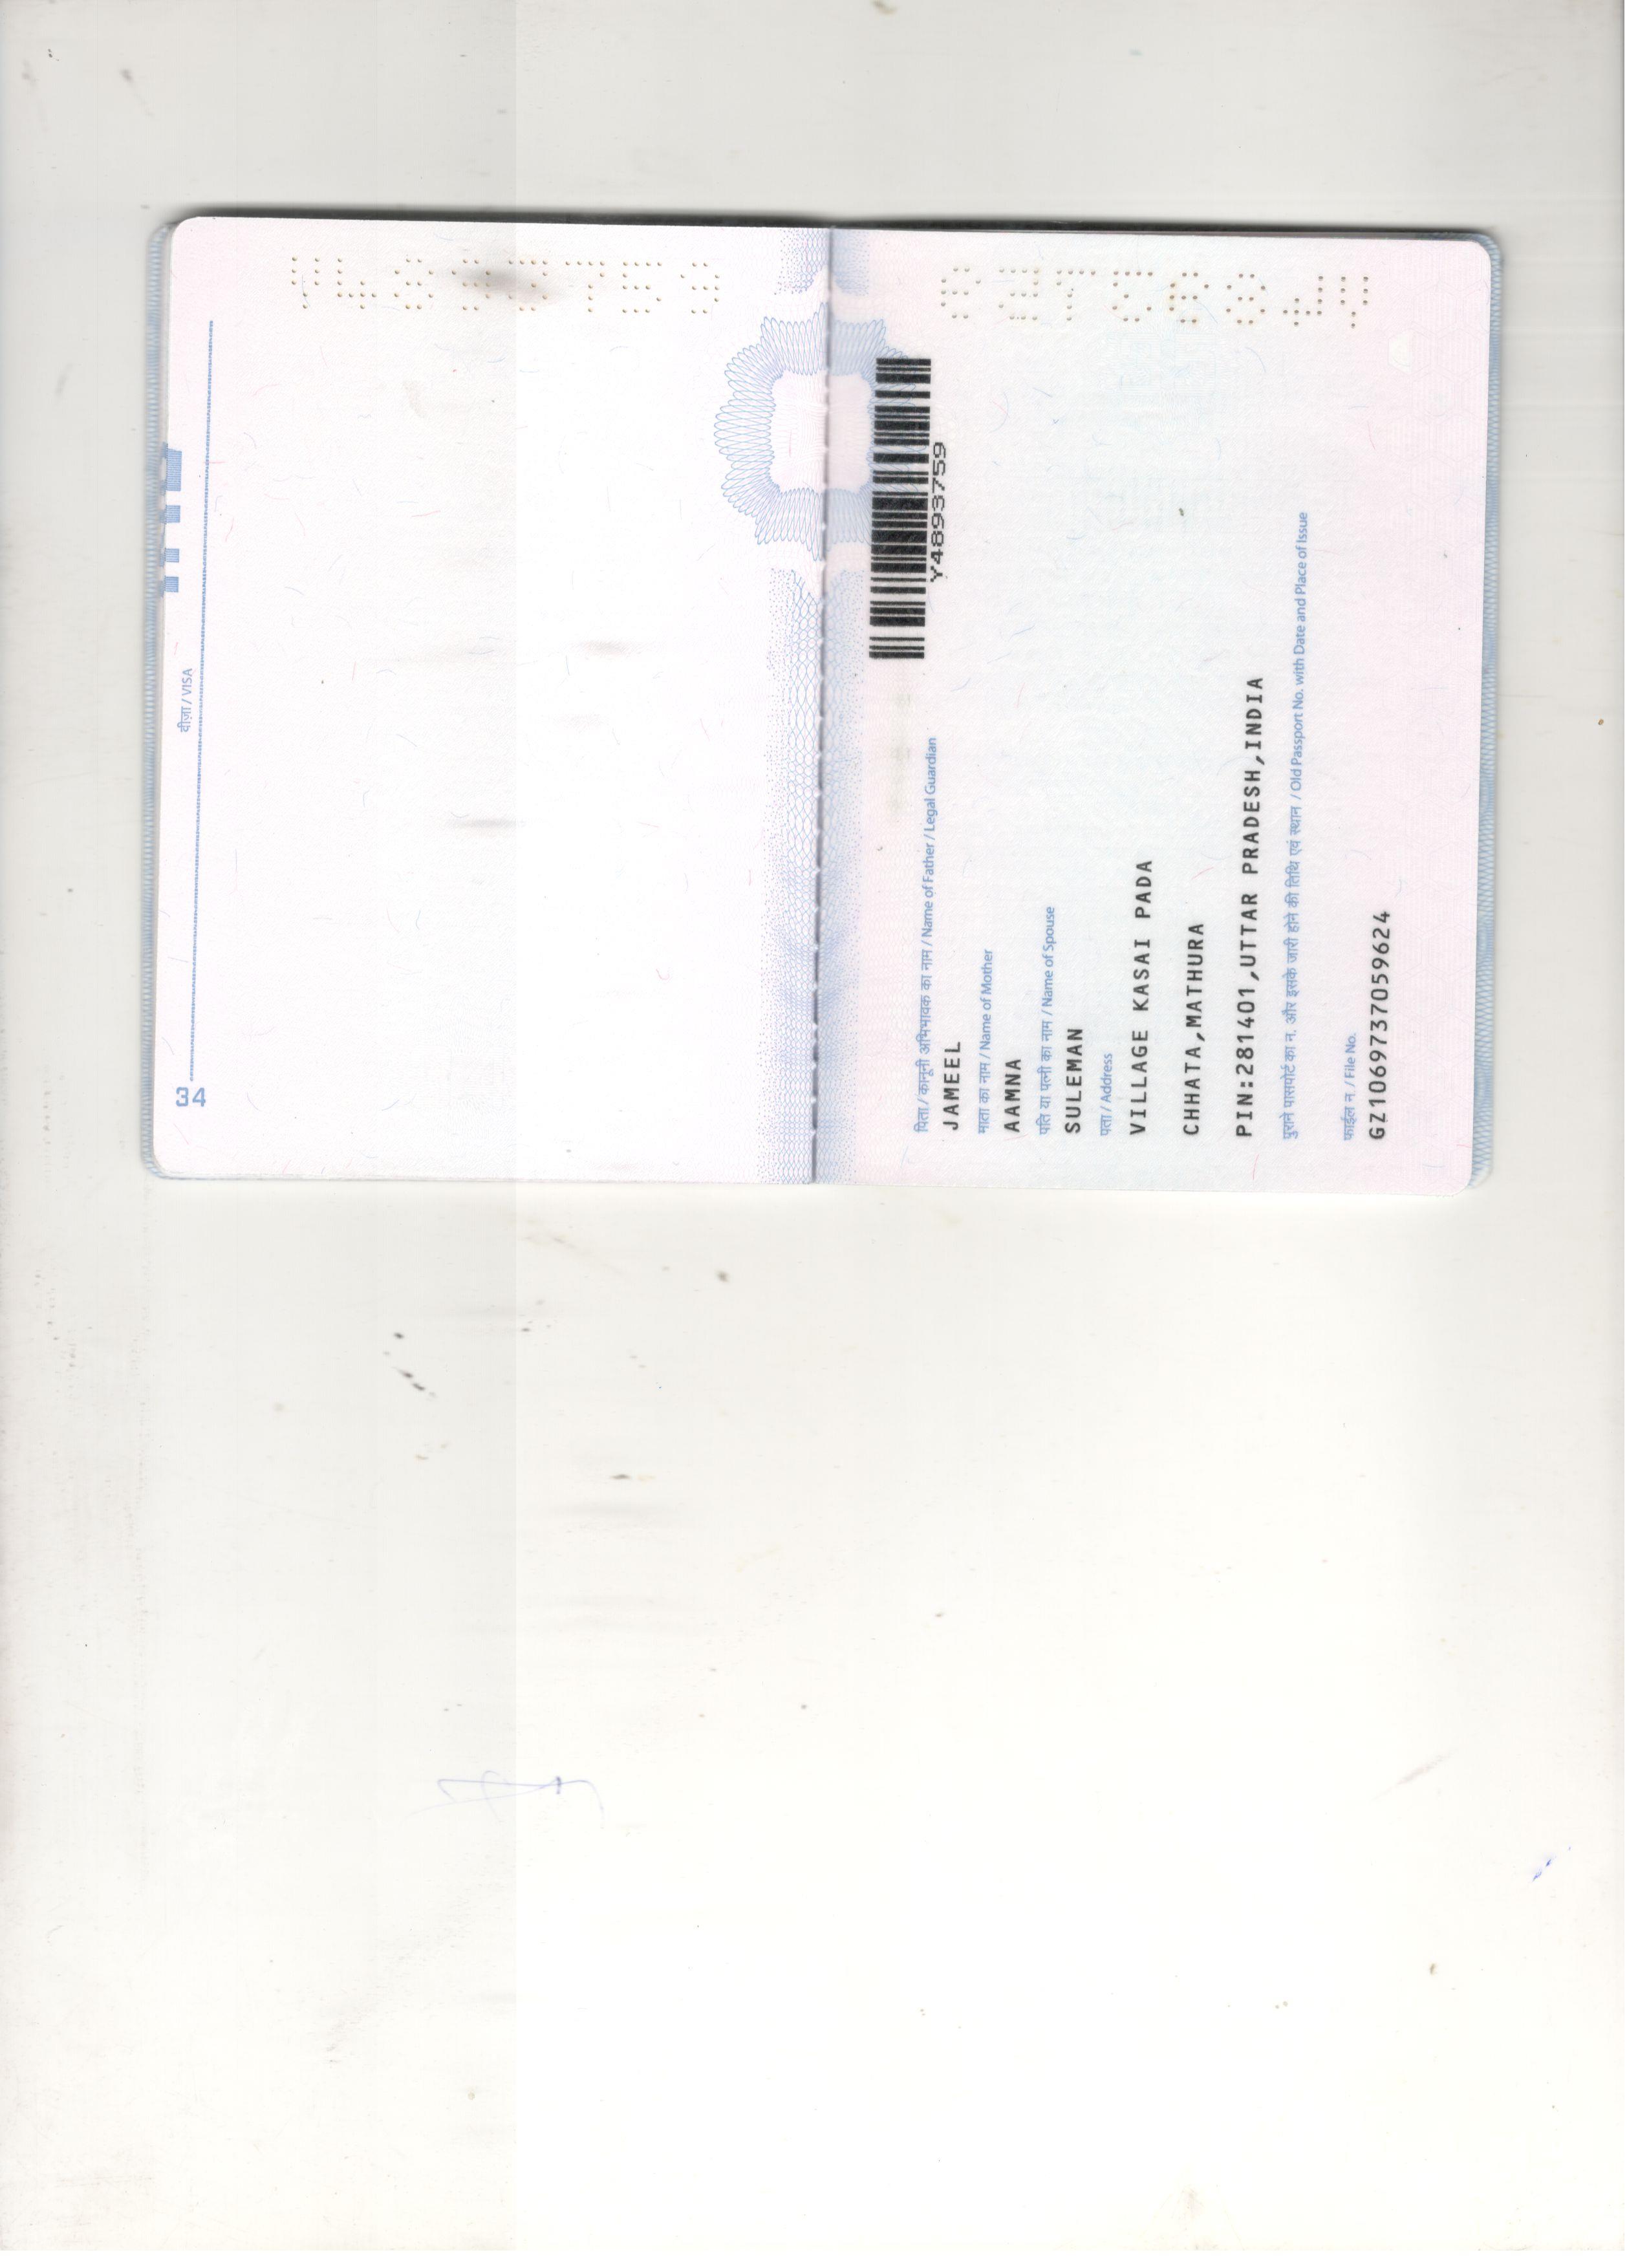 34
वीज़ा / VISA
Y4893759
Y4893759
Y4893759
पिता / कानूनी अभिभावक का नाम / Name of Father / Legal Guardian
JAMEEL
माता का नाम / Name of Mother
AAMNA
पति या पत्नी का नाम / Name of Spouse
SULEMAN
पता / Address
VILLAGE KASAI PADA
CHHATA,MATHURA
PIN:281401,UTTAR PRADESH,INDIA
पुराने पासपोर्ट का न. और इसके जारी होने की तिथि एवं स्थान / Old Passport No. with Date and Place of Issue
फाईल न. / File No.
GZ1069737059624